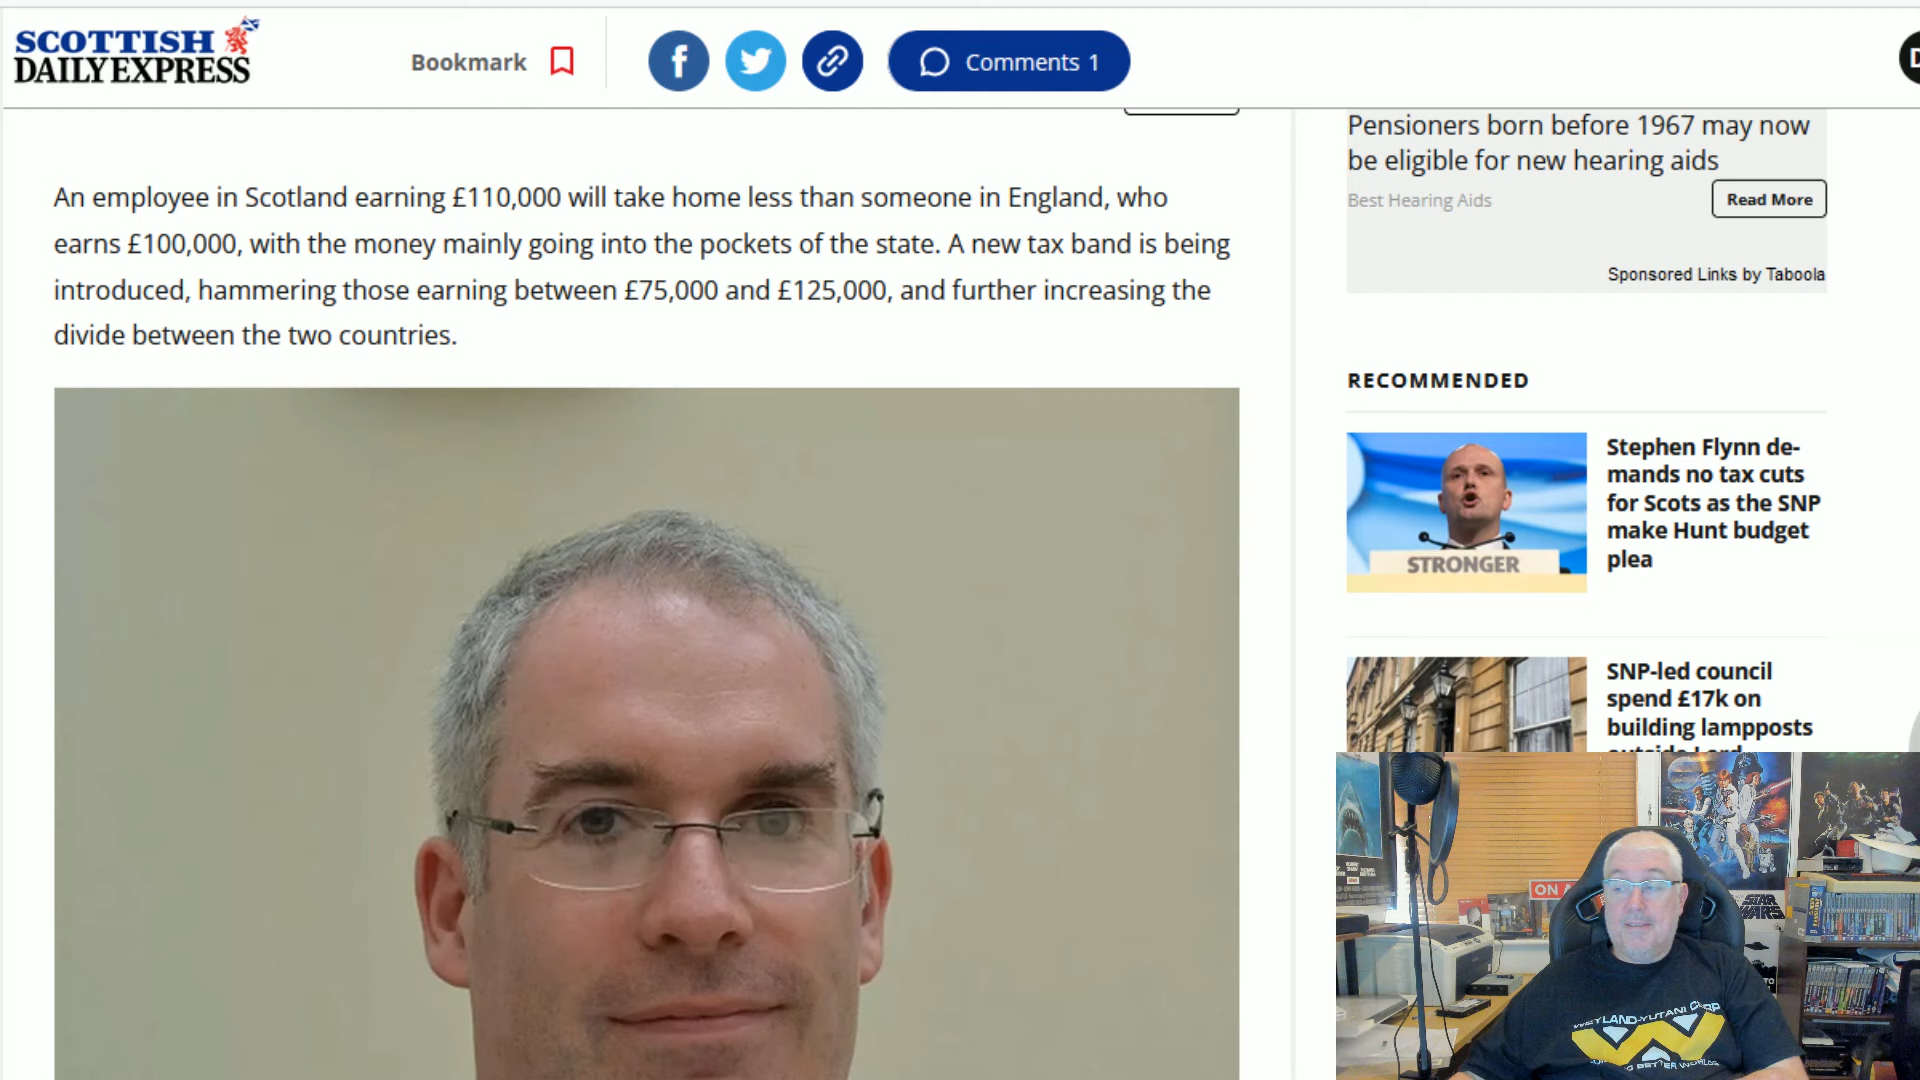 SCOTTISH
DAILY EXPRESS
Bookmark
Comments 1
An employee in Scotland earning £110,000 will take home less than someone in England, who
earns £100,000, with the money mainly going into the pockets of the state. A new tax band is being
introduced, hammering those earning between £75,000 and £125,000, and further increasing the
divide between the two countries.
Pensioners born before 1967 may now
be eligible for new hearing aids
Best Hearing Aids
Read More
Sponsored Links by Taboola
RECOMMENDED
STRONGER
Stephen Flynn de-
mands no tax cuts
for Scots as the SNP
make Hunt budget
plea
SNP-led council
spend £17k on
building lampposts
ON
STAR
WARS
WEYLAND-YUTANI CORP
BETTER WORLDS